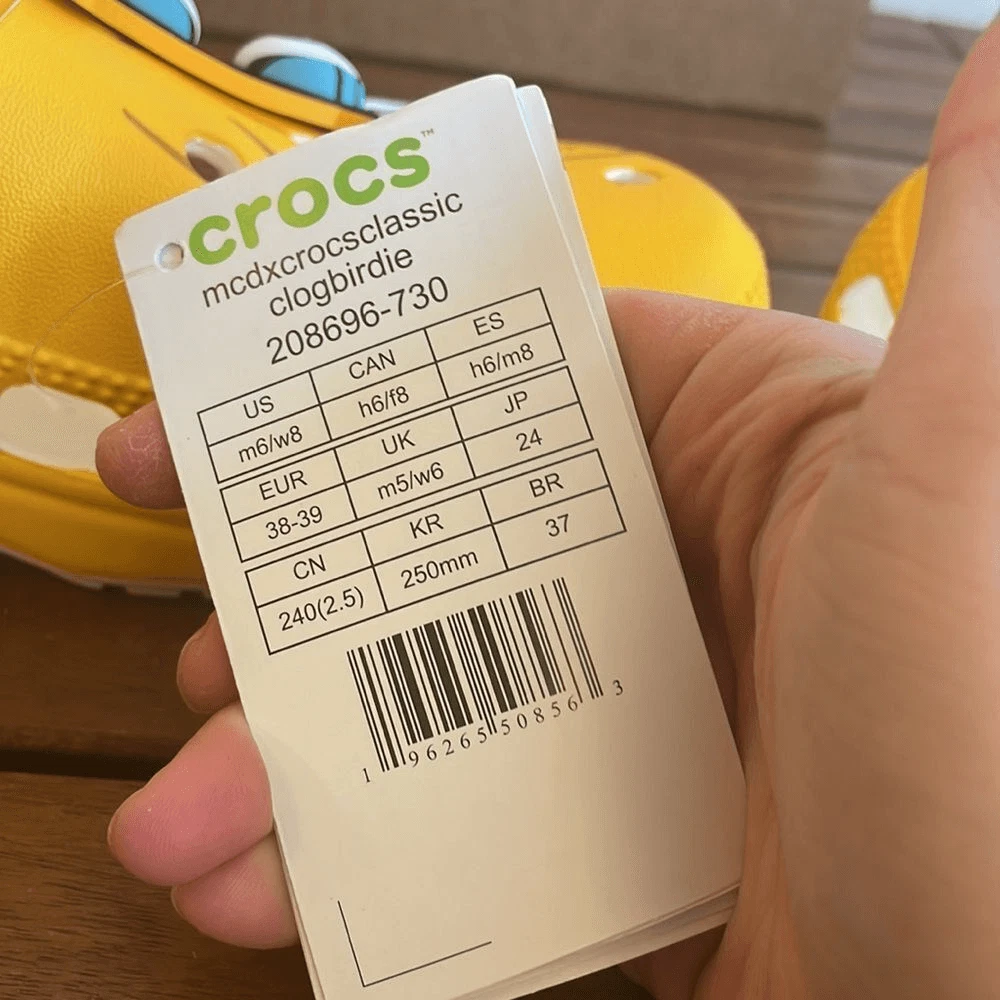 crocs™
mcdxcrocsclassic
clogbirdie
208696-730
US CAN ES
m6/w8 h6/f8 h6/m8
EUR UK JP
38-39 m5/w6 24
CN KR BR
240(2.5) 250mm 37
1 96265 50856 3